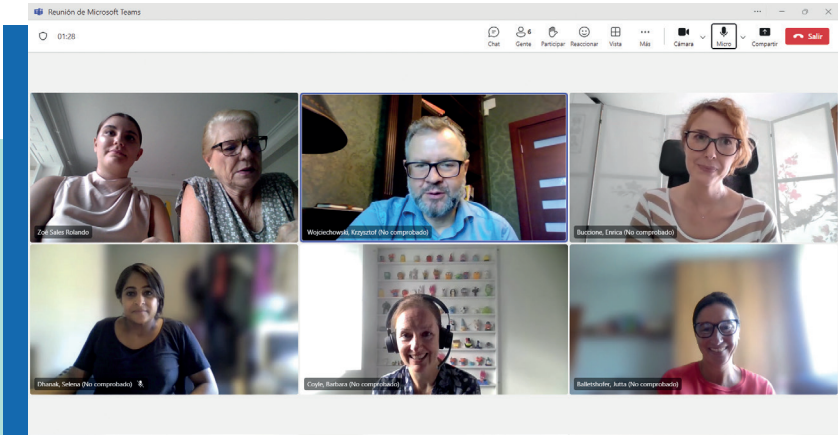 Reunión de Microsoft Teams
01:28
Chat
Gente
6
Participar
Reaccionar
Vista
Más
Cámara
Micro
Compartir
Salir
Zoe Sales Rolando
Wojciechowski, Krzysztof (No comprobado)
Buccione, Enrica (No comprobado)
Dhanak, Selena (No comprobado)
Coyle, Barbara (No comprobado)
Balletshofer, Jutta (No comprobado)